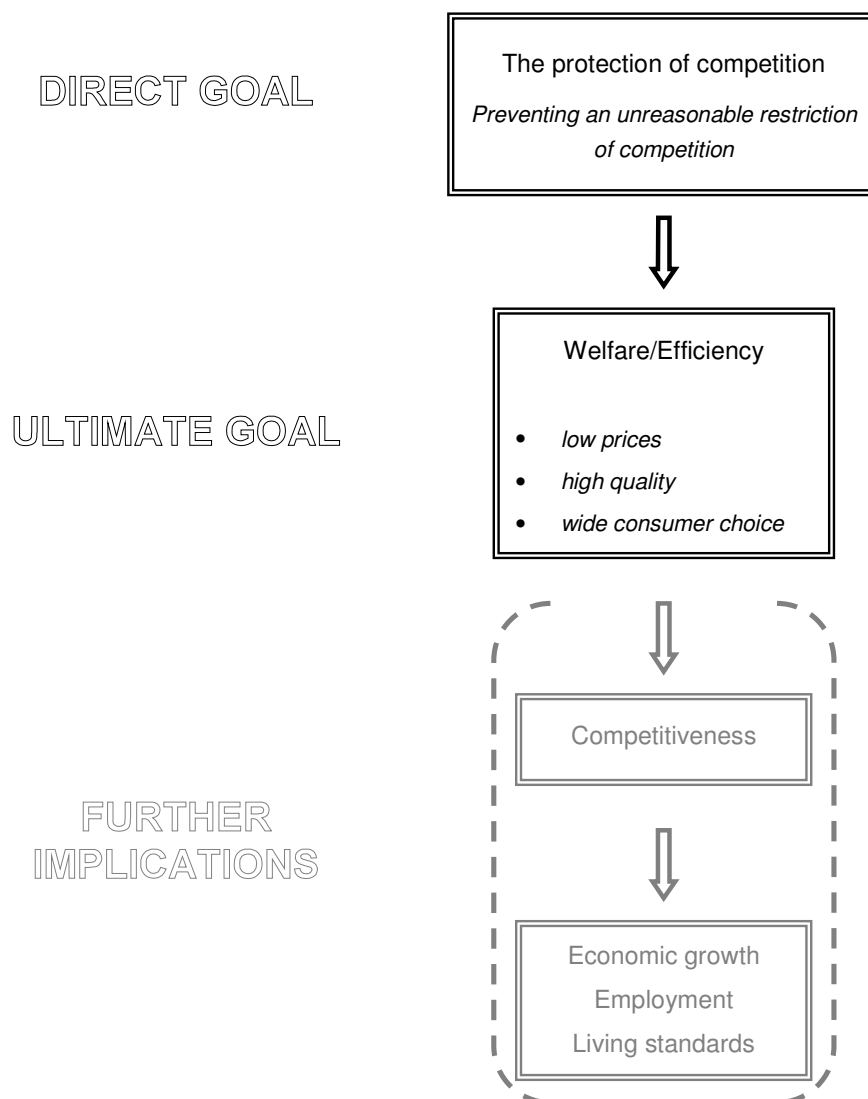 DIRECT GOAL
The protection of competition
Preventing an unreasonable restriction
of competition
ULTIMATE GOAL
Welfare/Efficiency
• low prices
• high quality
• wide consumer choice
FURTHER
IMPLICATIONS
Competitiveness
Economic growth
Employment
Living standards